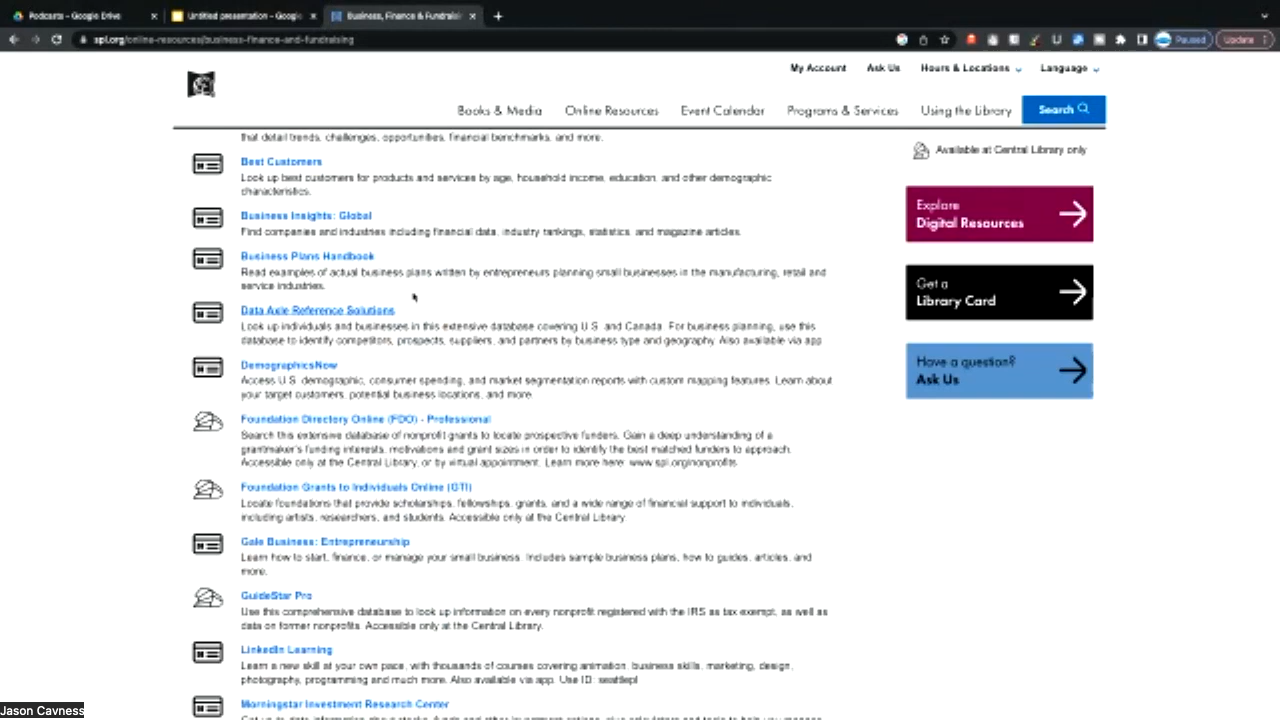 Podcasts - Google Drive
Untitled presentation - Google
Business, Finance & Fundraisi
spl.org/online-resources/business-finance-and-fundraising
Paused
Update
My Account
Ask Us
Hours & Locations
Language
Books & Media
Online Resources
Event Calendar
Programs & Services
Using the Library
Search
that detail trends, challenges, opportunities, financial benchmarks, and more.
Available at Central Library only
Best Customers
Look up best customers for products and services by age, household income, education, and other demographic
characteristics.
Business Insights: Global
Find companies and industries including financial data, industry rankings, statistics, and magazine articles.
Business Plans Handbook
Read examples of actual business plans written by entrepreneurs planning small businesses in the manufacturing, retail and
service industries.
Data Axle Reference Solutions
Look up individuals and businesses in this extensive database covering U.S. and Canada. For business planning, use this
database to identify competitors, prospects, suppliers, and partners by business type and geography. Also available via app.
DemographicsNow
Access U.S. demographic, consumer spending, and market segmentation reports with custom mapping features. Learn about
your target customers, potential business locations, and more.
Foundation Directory Online (FDO) - Professional
Search this extensive database of nonprofit grants to locate prospective funders. Gain a deep understanding of a
grantmaker's funding interests, motivations and grant sizes in order to identify the best matched funders to approach.
Accessible only at the Central Library, or by virtual appointment. Learn more here: www.spl.org/nonprofits.
Foundation Grants to Individuals Online (GTI)
Locate foundations that provide scholarships, fellowships, grants, and a wide range of financial support to individuals,
including artists, researchers, and students. Accessible only at the Central Library.
Gale Business: Entrepreneurship
Learn how to start, finance, or manage your small business. Includes sample business plans, how to guides, articles, and
more.
GuideStar Pro
Use this comprehensive database to look up information on every nonprofit registered with the IRS as tax exempt, as well as
data on former nonprofits. Accessible only at the Central Library.
LinkedIn Learning
Learn a new skill at your own pace, with thousands of courses covering animation, business skills, marketing, design,
photography, programming and much more. Also available via app. Use ID: seattlepl
Morningstar Investment Research Center
Explore
Digital Resources
Get a
Library Card
Have a question?
Ask Us
Jason Cavness